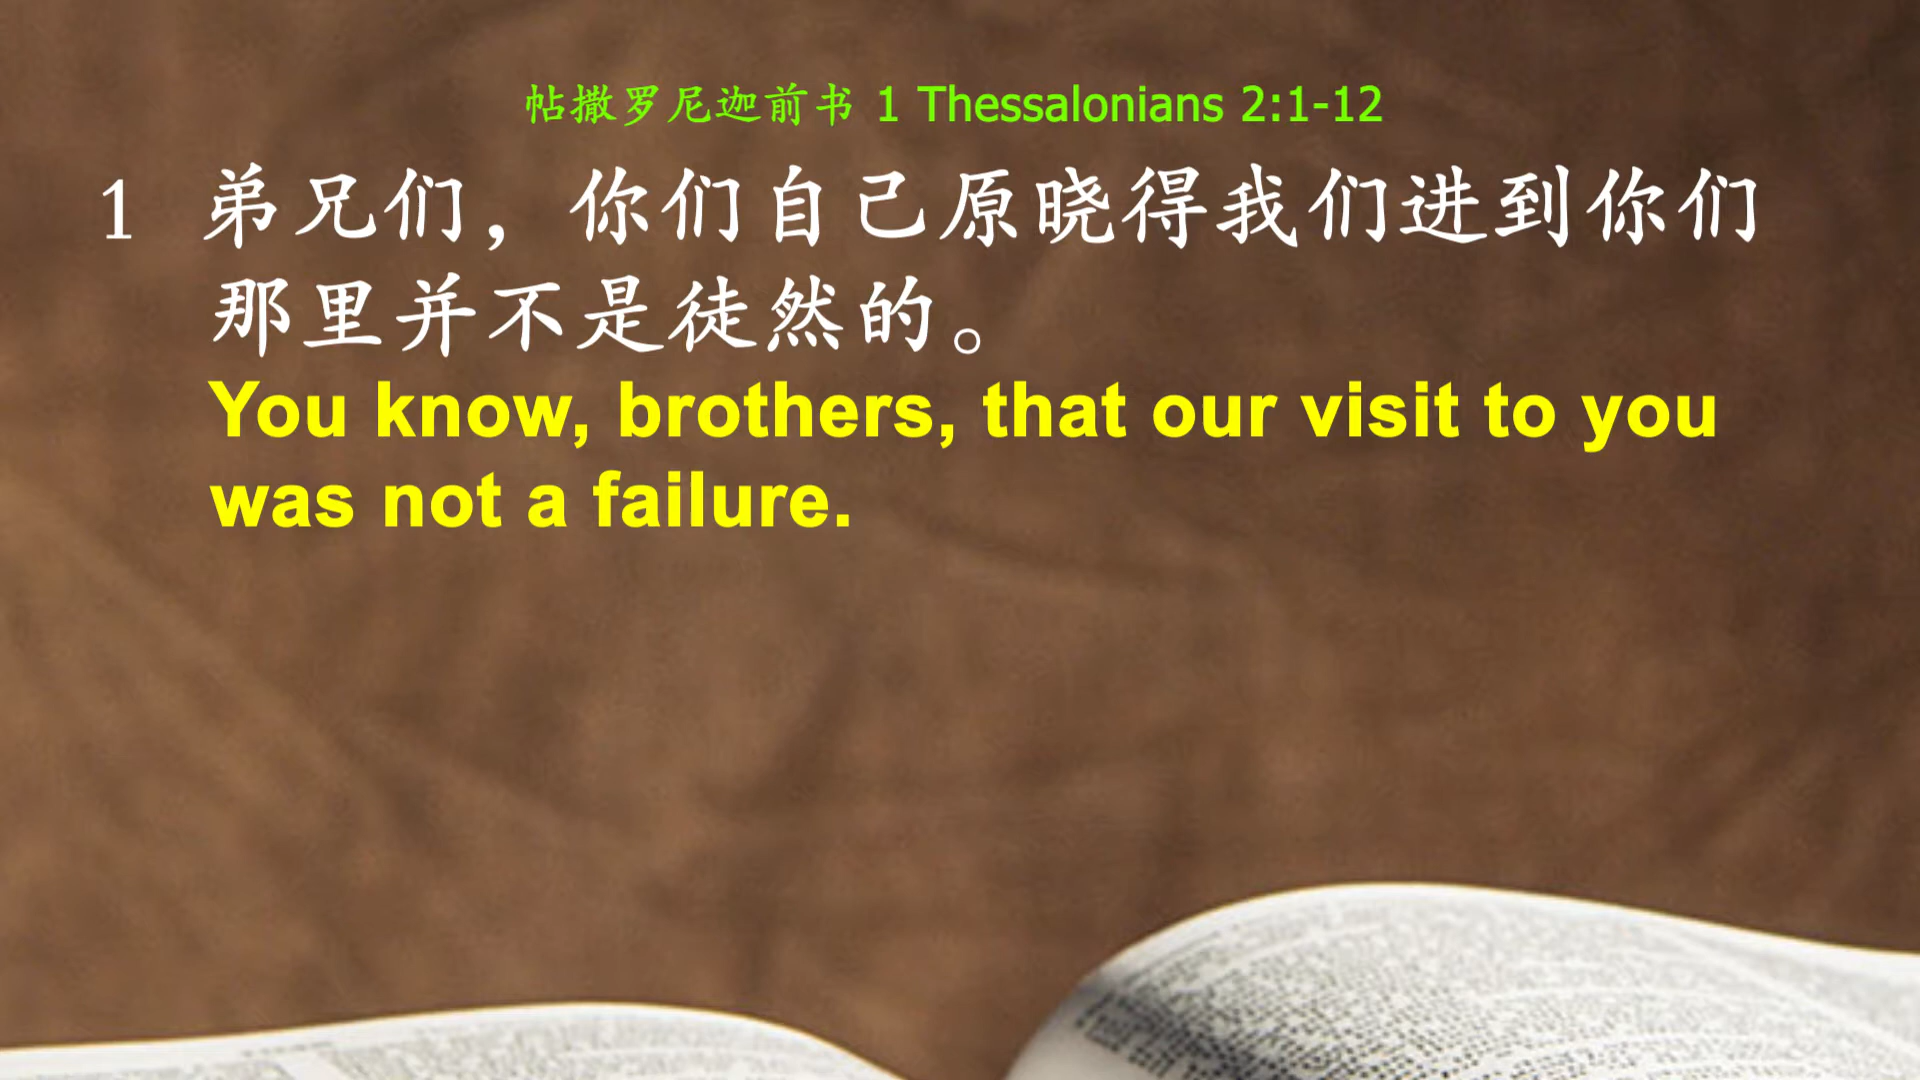 帖撒罗尼迦前书 1 Thessalonians 2:1-12
1 弟兄们，你们自己原晓得我们进到你们
那里并不是徒然的。
You know, brothers, that our visit to you
was not a failure.